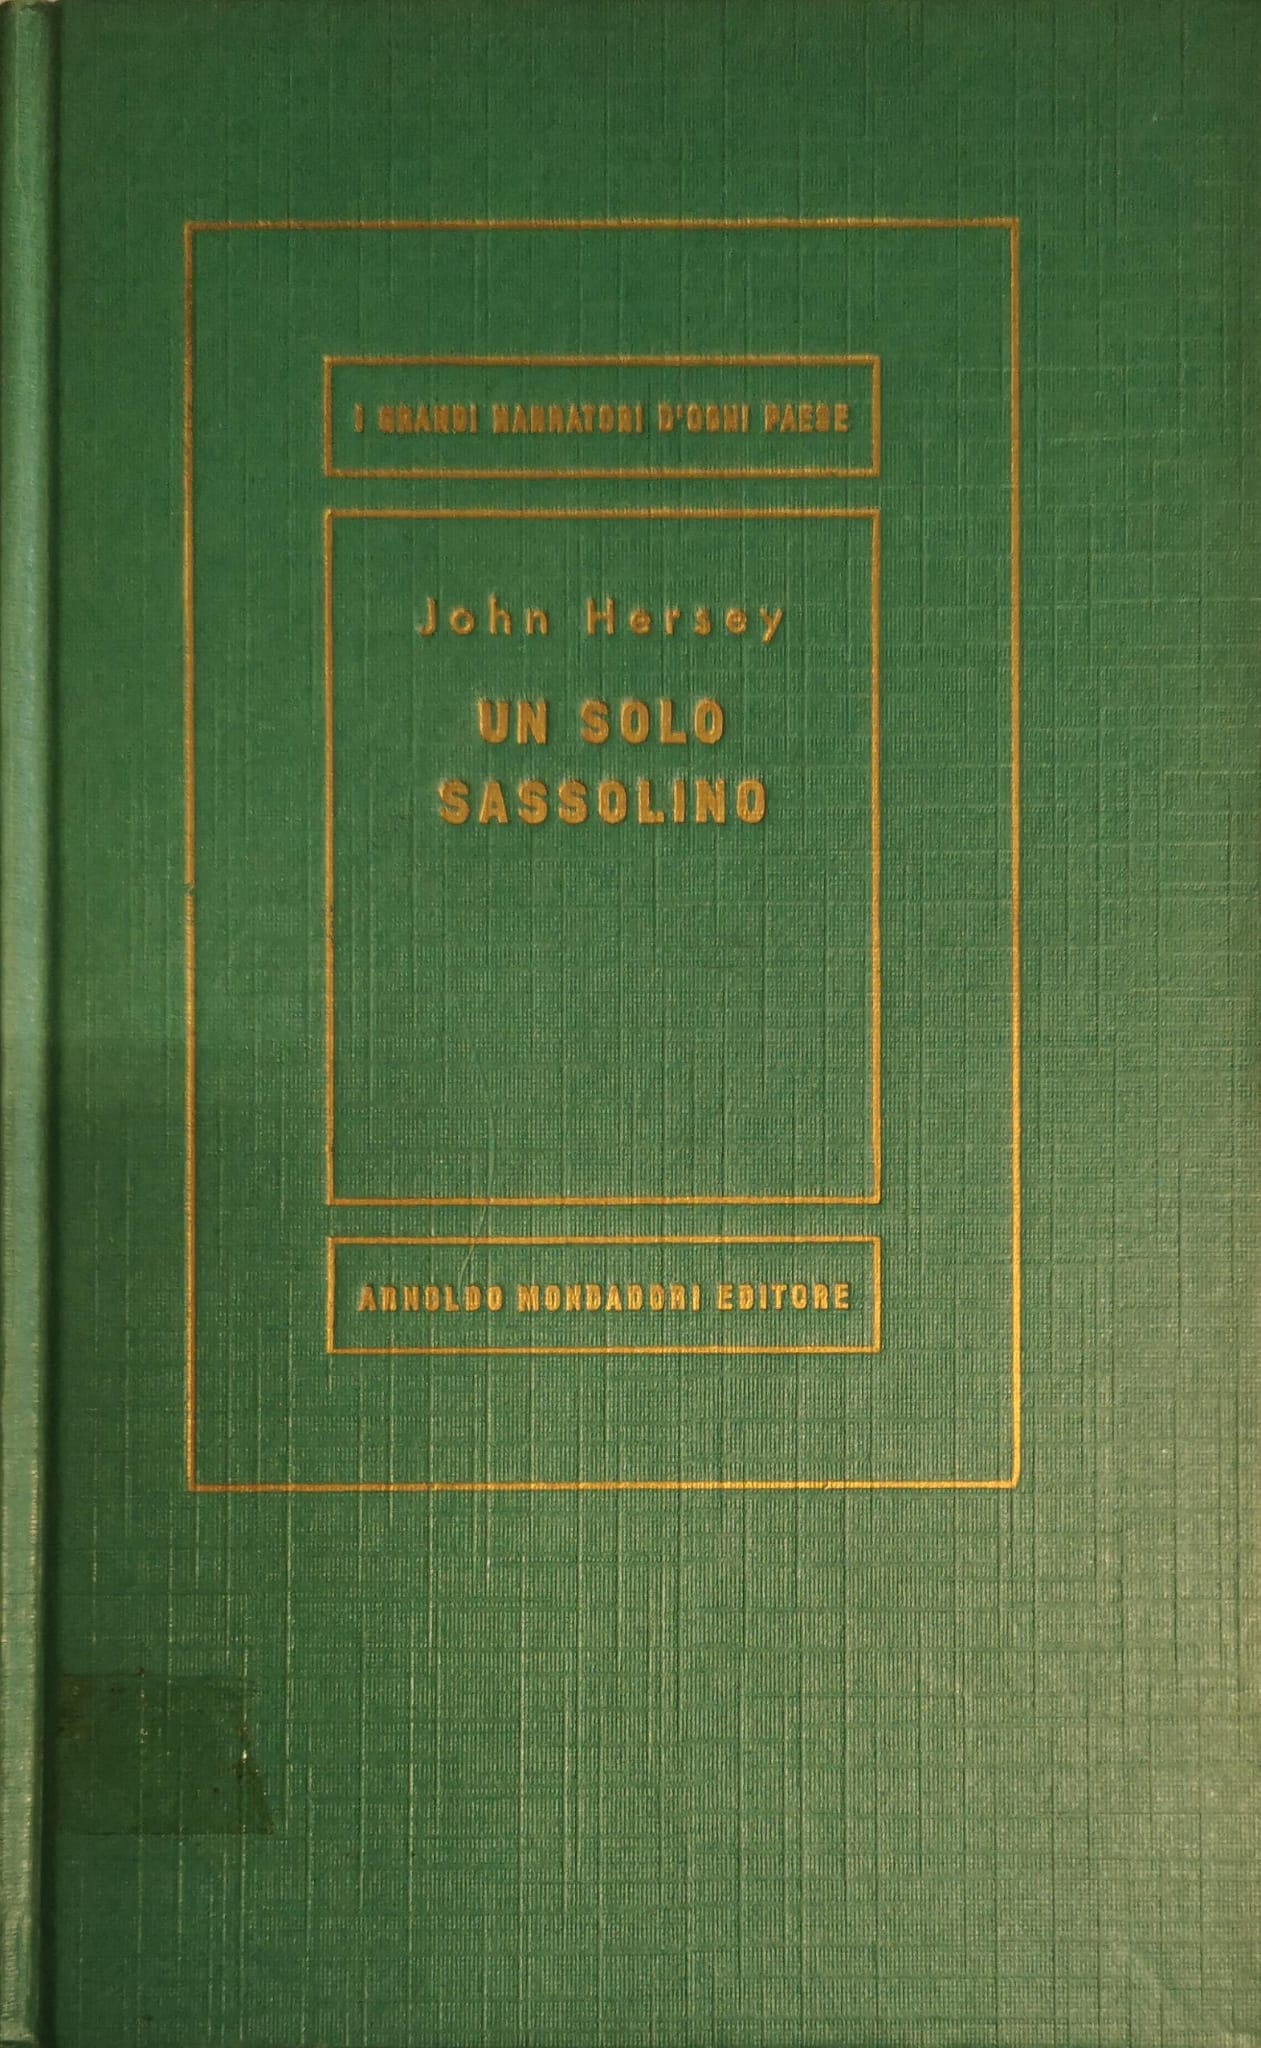 I GRANDI NARRATORI D'OGNI PAESE
John Hersey
UN SOLO
SASSOLINO
ARNOLDO MONDADORI EDITORE